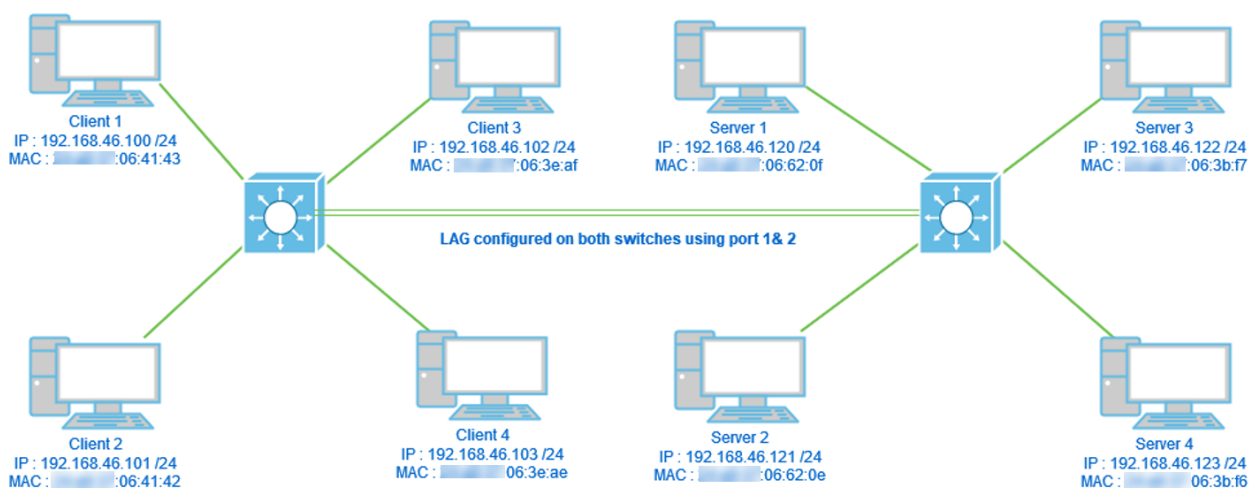 Client 1
IP : 192.168.46.100 /24
MAC : :06:41:43
Client 3
IP : 192.168.46.102 /24
MAC : :06:3e:af
Server 1
IP : 192.168.46.120 /24
MAC : :06:62:0f
Server 3
IP : 192.168.46.122 /24
MAC : :06:3b:f7
LAG configured on both switches using port 1& 2
Client 2
IP : 192.168.46.101 /24
MAC : :06:41:42
Client 4
IP : 192.168.46.103 /24
MAC : 06:3e:ae
Server 2
IP : 192.168.46.121 /24
MAC : :06:62:0e
Server 4
IP : 192.168.46.123 /24
MAC : 06:3b:f6